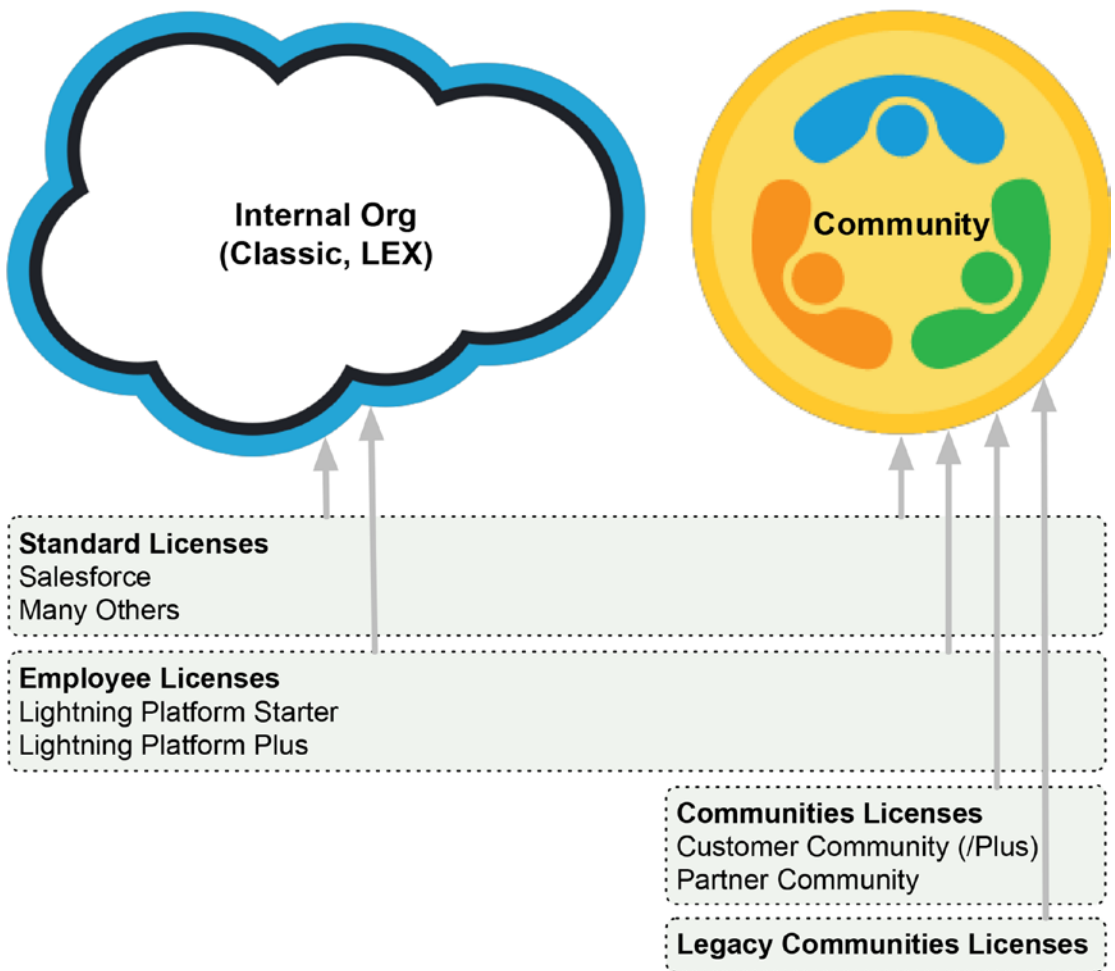 Internal Org
(Classic, LEX)
Community
Standard Licenses
Salesforce
Many Others
Employee Licenses
Lightning Platform Starter
Lightning Platform Plus
Communities Licenses
Customer Community (/Plus)
Partner Community
Legacy Communities Licenses